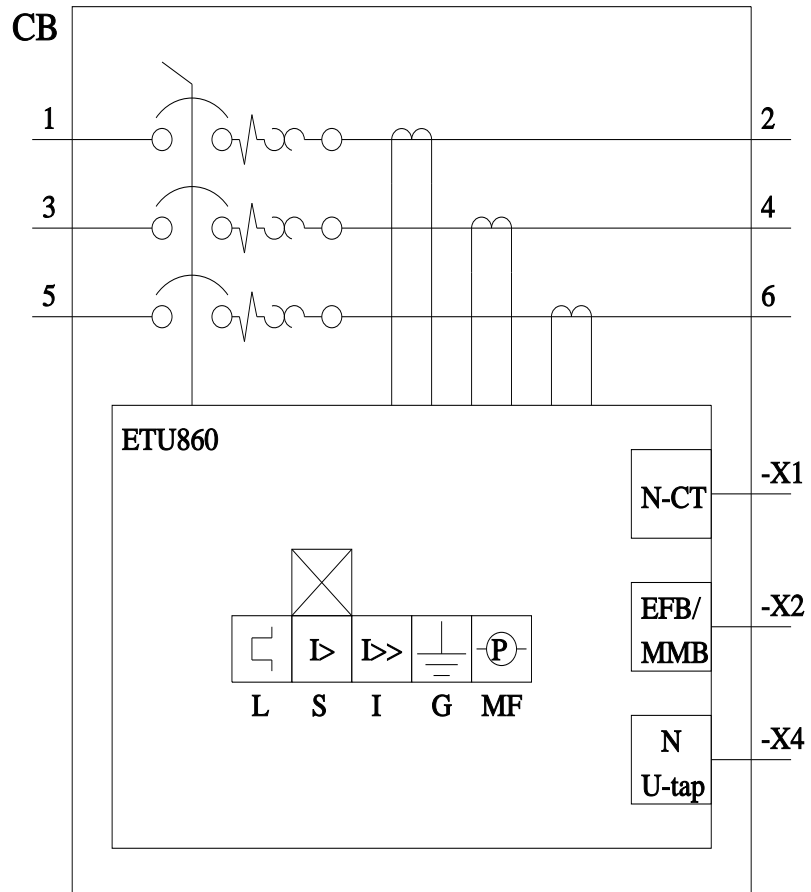 CB
1
2
3
4
5
6
ETU860
N-CT
-X1
EFB/
MMB
-X2
I>
I>>
P
L S I G MF
N
U-tap
-X4